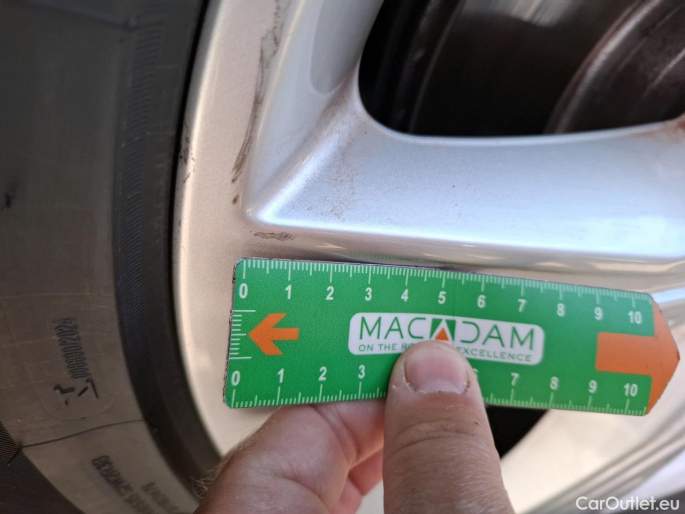 0 1 2 3 4 5 6 7 8 9 10
MACADAM
ON THE EXCELLENCE
0 1 2 3 7 8 9 10
CarOutlet.eu